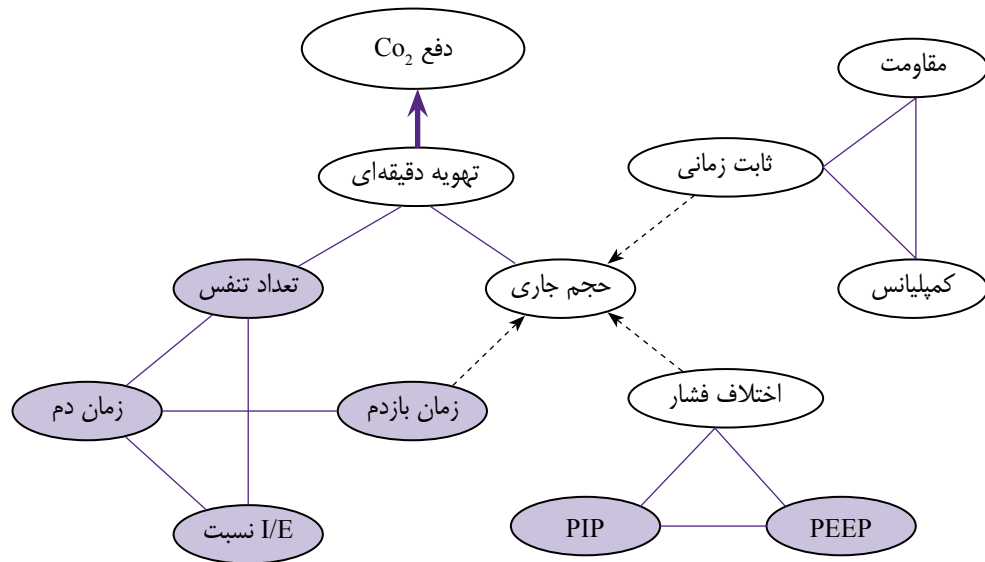 دفع Co₂
مقاومت
تهویه دقیقه‌ای
ثابت زمانی
تعداد تنفس
حجم جاری
کمپلیانس
زمان دم
زمان بازدم
اختلاف فشار
نسبت I/E
PIP
PEEP